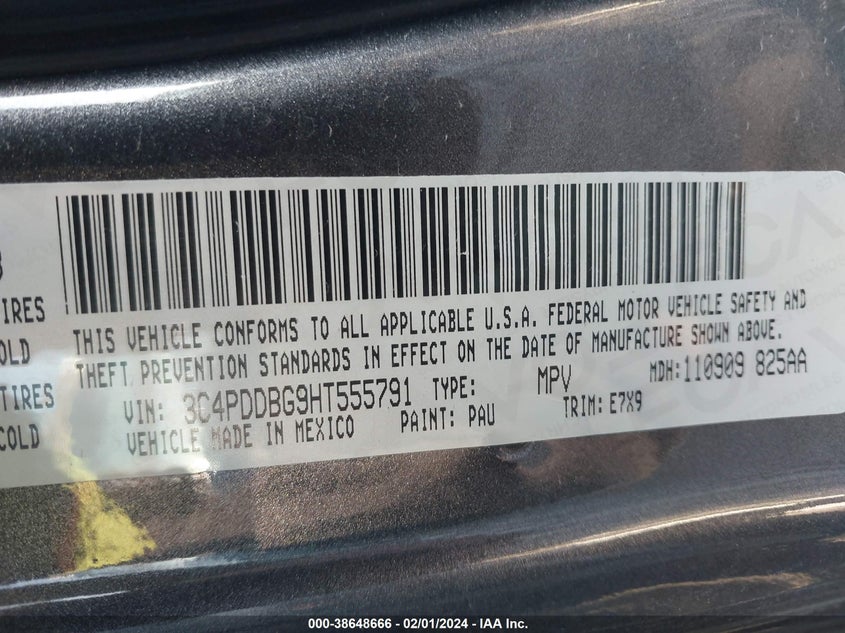 IRES
OLD
TIRES
COLD
THIS VEHICLE CONFORMS TO ALL APPLICABLE U.S.A. FEDERAL MOTOR VEHICLE SAFETY AND
THEFT PREVENTION STANDARDS IN EFFECT ON THE DATE OF MANUFACTURE SHOWN ABOVE.
VIN: 3C4PDDBG9HT555791 TYPE: MPV MDH:110909 825AA
VEHICLE MADE IN MEXICO PAINT: PAU TRIM: E7X9
000-38648666 - 02/01/2024 - IAA Inc.